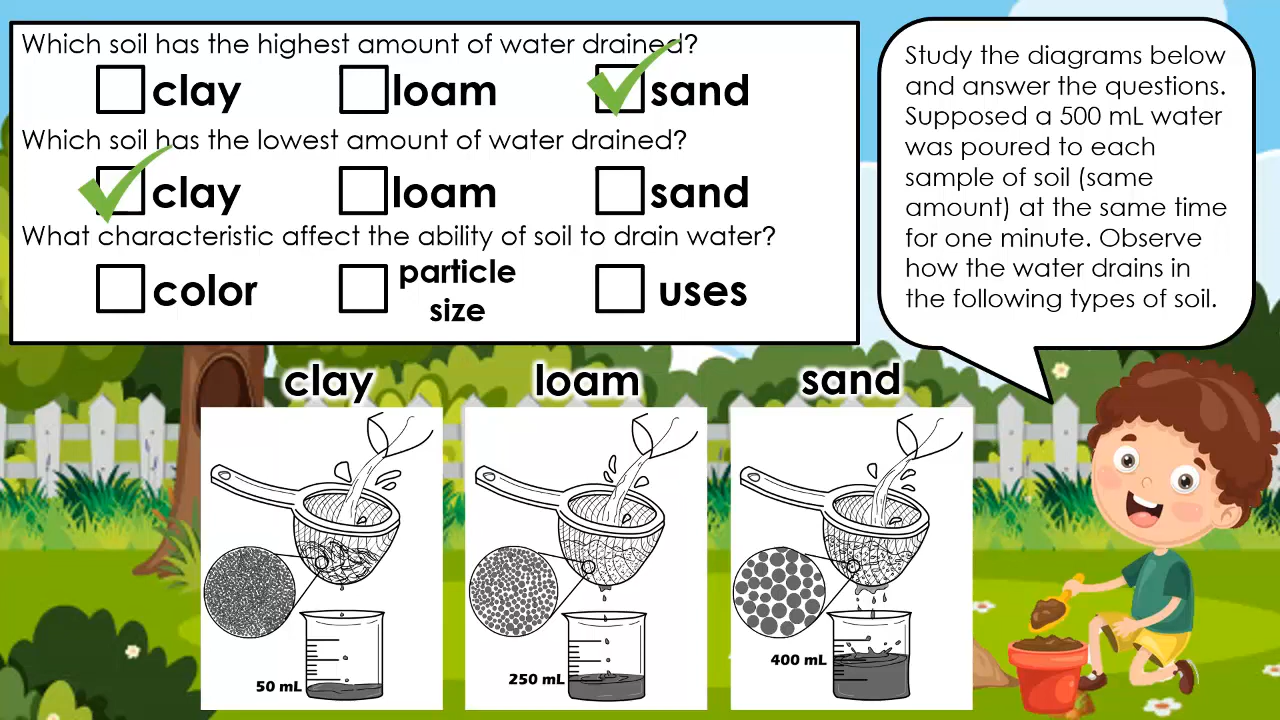 Which soil has the highest amount of water drained?
clay loam sand
Which soil has the lowest amount of water drained?
clay loam sand
What characteristic affect the ability of soil to drain water?
color particle size uses
Study the diagrams below
and answer the questions.
Supposed a 500 mL water
was poured to each
sample of soil (same
amount) at the same time
for one minute. Observe
how the water drains in
the following types of soil.
clay loam sand
50 mL 250 mL 400 mL